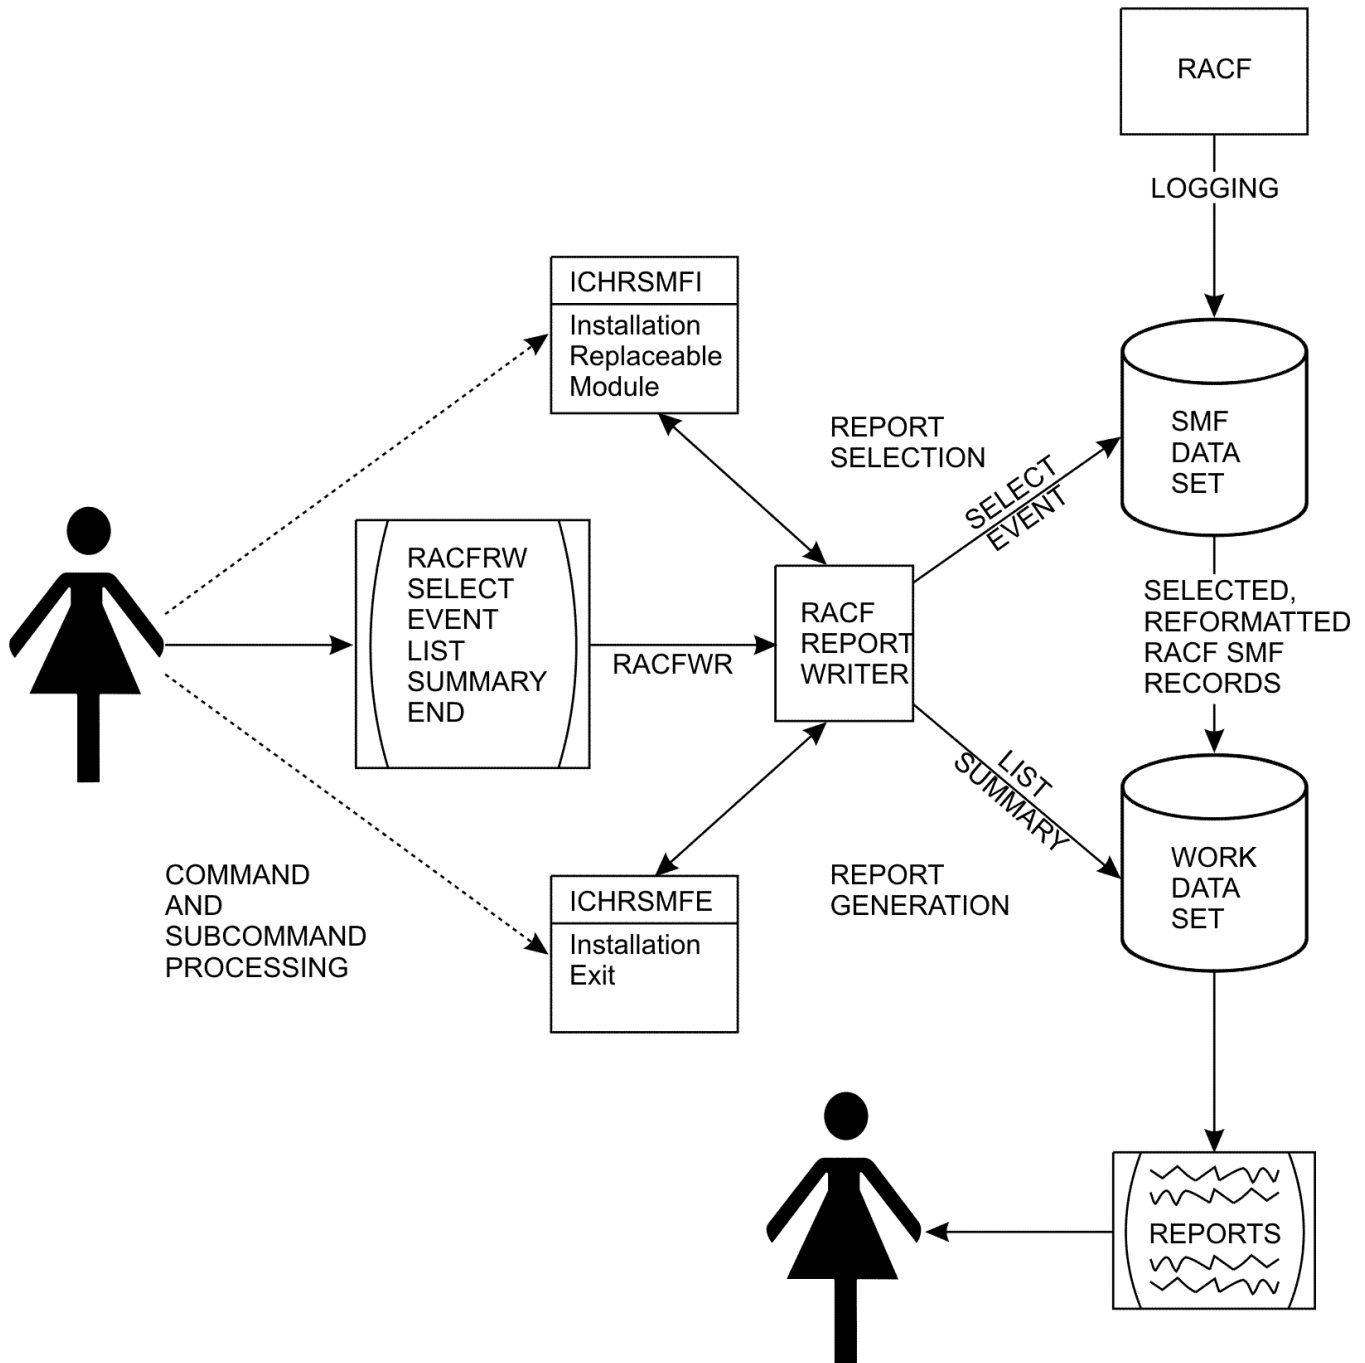 RACF
LOGGING
ICHRSMFI
Installation
Replaceable
Module
REPORT
SELECTION
SELECT
EVENT
SMF
DATA
SET
RACFRW
SELECT
EVENT
LIST
SUMMARY
END
RACFWR
RACF
REPORT
WRITER
SELECTED,
REFORMATTED
RACF SMF
RECORDS
LIST
SUMMARY
COMMAND
AND
SUBCOMMAND
PROCESSING
ICHRSMFE
Installation
Exit
REPORT
GENERATION
WORK
DATA
SET
REPORTS